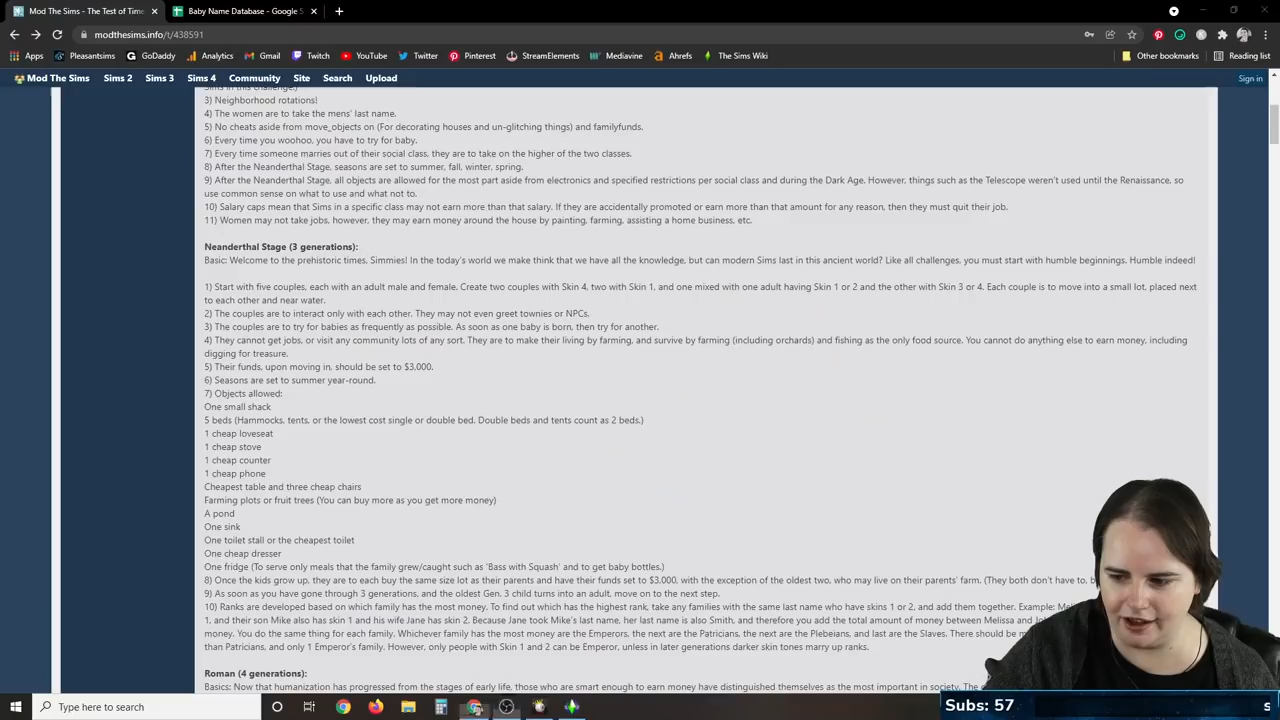 Mod The Sims - The Test of Time
Baby Name Database - Google S
modthesims.info/t/438591
Apps Pleasantsims GoDaddy Analytics Gmail Twitch YouTube Twitter Pinterest StreamElements Mediavine Ahrefs The Sims Wiki Other bookmarks Reading list
Mod The Sims Sims 2 Sims 3 Sims 4 Community Site Search Upload Sign in
Sims in this challenge.)
3) Neighborhood rotations!
4) The women are to take the mens' last name.
5) No cheats aside from move_objects on (For decorating houses and un-glitching things) and familyfunds.
6) Every time you woohoo, you have to try for baby.
7) Every time someone marries out of their social class, they are to take on the higher of the two classes.
8) After the Neanderthal Stage, seasons are set to summer, fall, winter, spring.
9) After the Neanderthal Stage, all objects are allowed for the most part aside from electronics and specified restrictions per social class and during the Dark Age. However, things such as the Telescope weren't used until the Renaissance, so
use common sense on what to use and what not to.
10) Salary caps mean that Sims in a specific class may not earn more than that salary. If they are accidentally promoted or earn more than that amount for any reason, then they must quit their job.
11) Women may not take jobs, however, they may earn money around the house by painting, farming, assisting a home business, etc.
Neanderthal Stage (3 generations):
Basic: Welcome to the prehistoric times, Simmies! In the today's world we make think that we have all the knowledge, but can modern Sims last in this ancient world? Like all challenges, you must start with humble beginnings. Humble indeed!
1) Start with five couples, each with an adult male and female. Create two couples with Skin 4, two with Skin 1, and one mixed with one adult having Skin 1 or 2 and the other with Skin 3 or 4. Each couple is to move into a small lot, placed next
to each other and near water.
2) The couples are to interact only with each other. They may not even greet townies or NPCs.
3) The couples are to try for babies as frequently as possible. As soon as one baby is born, then try for another.
4) They cannot get jobs, or visit any community lots of any sort. They are to make their living by farming, and survive by farming (including orchards) and fishing as the only food source. You cannot do anything else to earn money, including
digging for treasure.
5) Their funds, upon moving in, should be set to $3,000.
6) Seasons are set to summer year-round.
7) Objects allowed:
One small shack
5 beds (Hammocks, tents, or the lowest cost single or double bed. Double beds and tents count as 2 beds.)
1 cheap loveseat
1 cheap stove
1 cheap counter
1 cheap phone
Cheapest table and three cheap chairs
Farming plots or fruit trees (You can buy more as you get more money)
A pond
One sink
One toilet stall or the cheapest toilet
One cheap dresser
One fridge (To serve only meals that the family grew/caught such as 'Bass with Squash' and to get baby bottles.)
8) Once the kids grow up, they are to each buy the same size lot as their parents and have their funds set to $3,000, with the exception of the oldest two, who may live on their parents' farm. (They both don't have to,
9) As soon as you have gone through 3 generations, and the oldest Gen. 3 child turns into an adult, move on to the next step.
10) Ranks are developed based on which family has the most money. To find out which has the highest rank, take any families with the same last name who have skins 1 or 2, and add them together. Example:
1, and their son Mike also has skin 1 and his wife Jane has skin 2. Because Jane took Mike's last name, her last name is also Smith, and therefore you add the total amount of money between Melissa and
money. You do the same thing for each family. Whichever family has the most money are the Emperors, the next are the Patricians, the next are the Plebeians, and last are the Slaves. There should be
than Patricians, and only 1 Emperor's family. However, only people with Skin 1 and 2 can be Emperor, unless in later generations darker skin tones marry up ranks.
Roman (4 generations):
Basics: Now that humanization has progressed from the stages of early life, those who are smart enough to earn money have distinguished themselves as the most important in society. The
Type here to search
Subs: 57